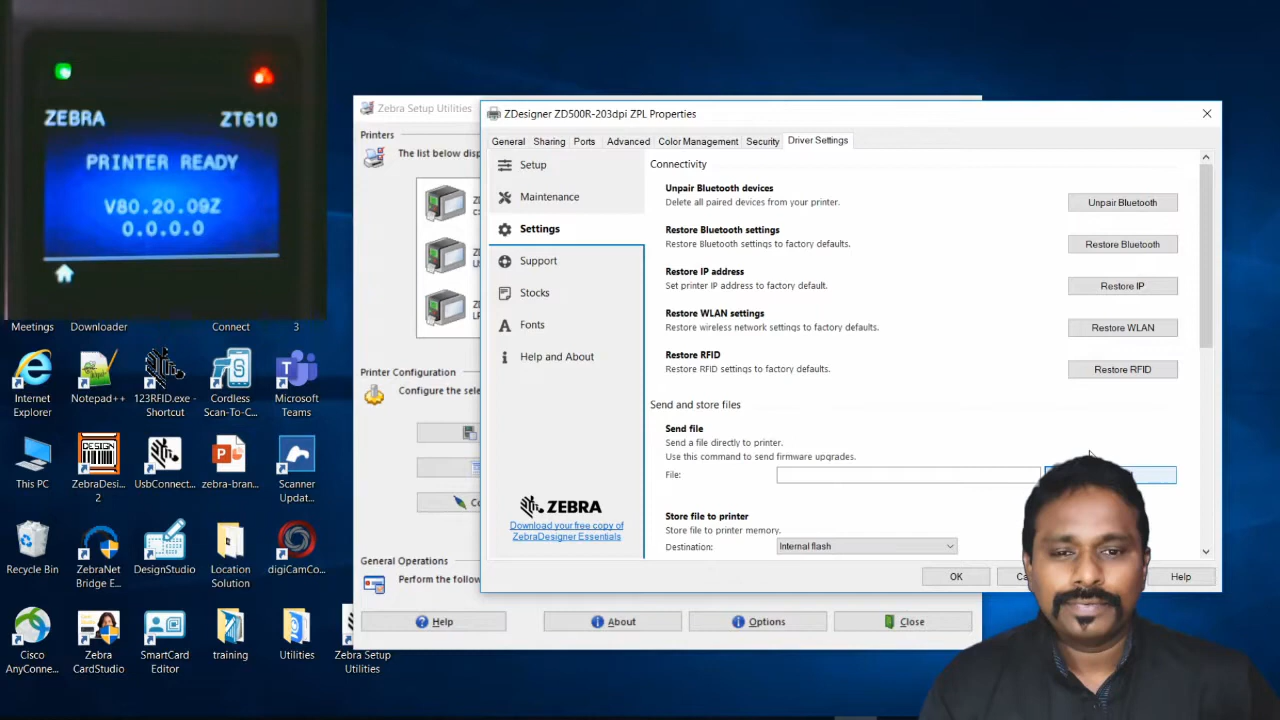 ZEBRA
ZT610
PRINTER READY
V80.20.09Z
0.0.0.0
Meetings
Downloader
Connect
3
Internet
Explorer
Notepad++
123RFID.exe -
Shortcut
Cordless
Scan-To-C...
Microsoft
Teams
This PC
DESIGN
ZebraDesi...
2
UsbConnect...
zebra-bran...
Scanner
Updat...
Recycle Bin
ZebraNet
Bridge E...
DesignStudio
Location
Solution
digiCamCo...
Cisco
AnyConne...
Zebra
CardStudio
SmartCard
Editor
training
Utilities
Zebra Setup
Utilities
Zebra Setup Utilities
Printers
The list below disp
Printer Configuration
Configure the sele
Co
General Operations
Perform the follow
Help
About
Options
Close
ZDesigner ZD500R-203dpi ZPL Properties
General
Sharing
Ports
Advanced
Color Management
Security
Driver Settings
Setup
Maintenance
Settings
Support
Stocks
Fonts
Help and About
ZEBRA
Download your free copy of
ZebraDesigner Essentials
Connectivity
Unpair Bluetooth devices
Delete all paired devices from your printer.
Unpair Bluetooth
Restore Bluetooth settings
Restore Bluetooth settings to factory defaults.
Restore Bluetooth
Restore IP address
Set printer IP address to factory default.
Restore IP
Restore WLAN settings
Restore wireless network settings to factory defaults.
Restore WLAN
Restore RFID
Restore RFID settings to factory defaults.
Restore RFID
Send and store files
Send file
Send a file directly to printer.
Use this command to send firmware upgrades.
File:
Store file to printer
Store file to printer memory.
Destination:
Internal flash
OK
Ca
Help